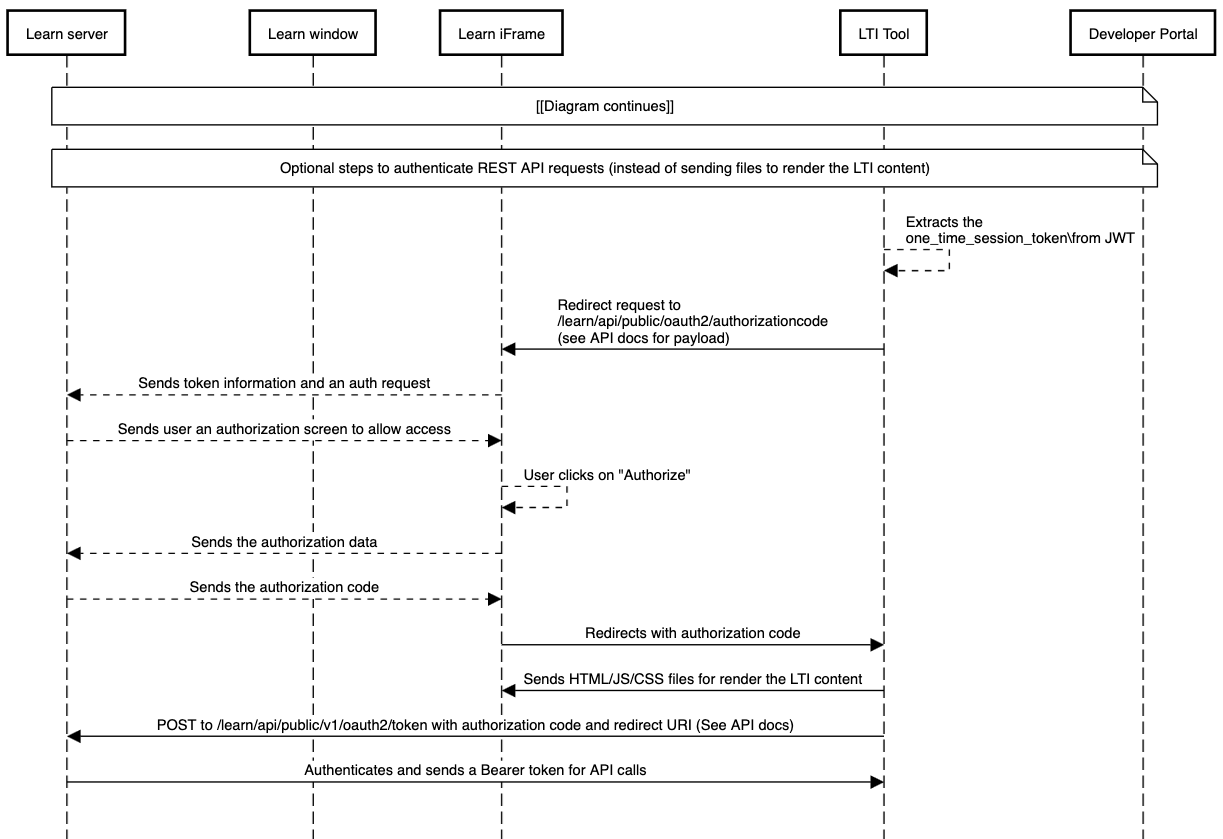 Learn server
Learn window
Learn iFrame
LTI Tool
Developer Portal
[[Diagram continues]]
Optional steps to authenticate REST API requests (instead of sending files to render the LTI content)
Extracts the
one_time_session_token\from JWT
Redirect request to
/learn/api/public/oauth2/authorizationcode
(see API docs for payload)
Sends token information and an auth request
Sends user an authorization screen to allow access
User clicks on "Authorize"
Sends the authorization data
Sends the authorization code
Redirects with authorization code
Sends HTML/JS/CSS files for render the LTI content
POST to /learn/api/public/v1/oauth2/token with authorization code and redirect URI (See API docs)
Authenticates and sends a Bearer token for API calls